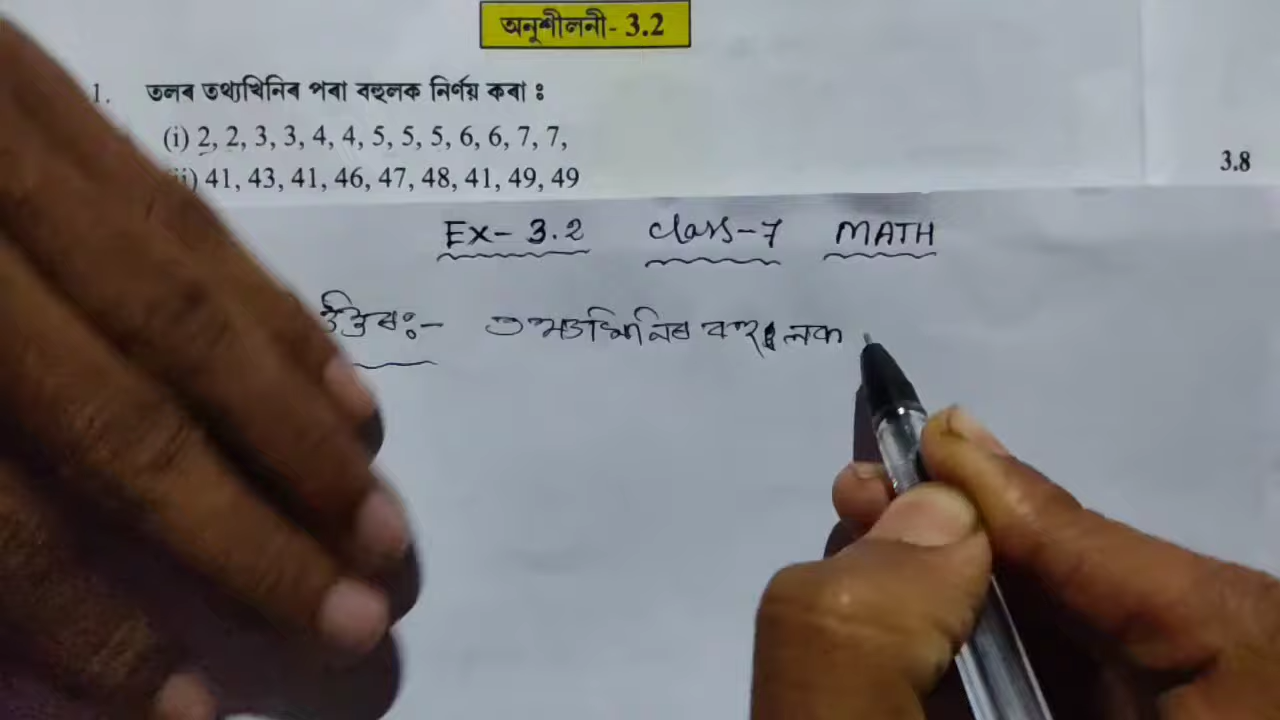 অনুশীলনী- 3.2
1. তলৰ তথ্যখিনিৰ পৰা বহুলক নিৰ্ণয় কৰা :
(i) 2, 2, 3, 3, 4, 4, 5, 5, 5, 6, 6, 7, 7,
ii) 41, 43, 41, 46, 47, 48, 41, 49, 49
3.8
Ex- 3.2 class-7 MATH
উত্তৰঃ- বহুলক